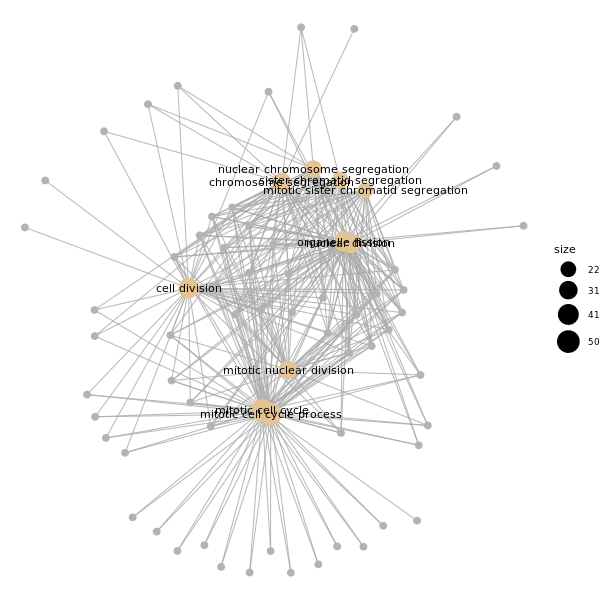 nuclear chromosome segregation
sister chromatid segregation
chromosome segregation
mitotic sister chromatid segregation
organelle fission
nuclear division
cell division
mitotic nuclear division
mitotic cell cycle
mitotic cell cycle process
size
22
31
41
50